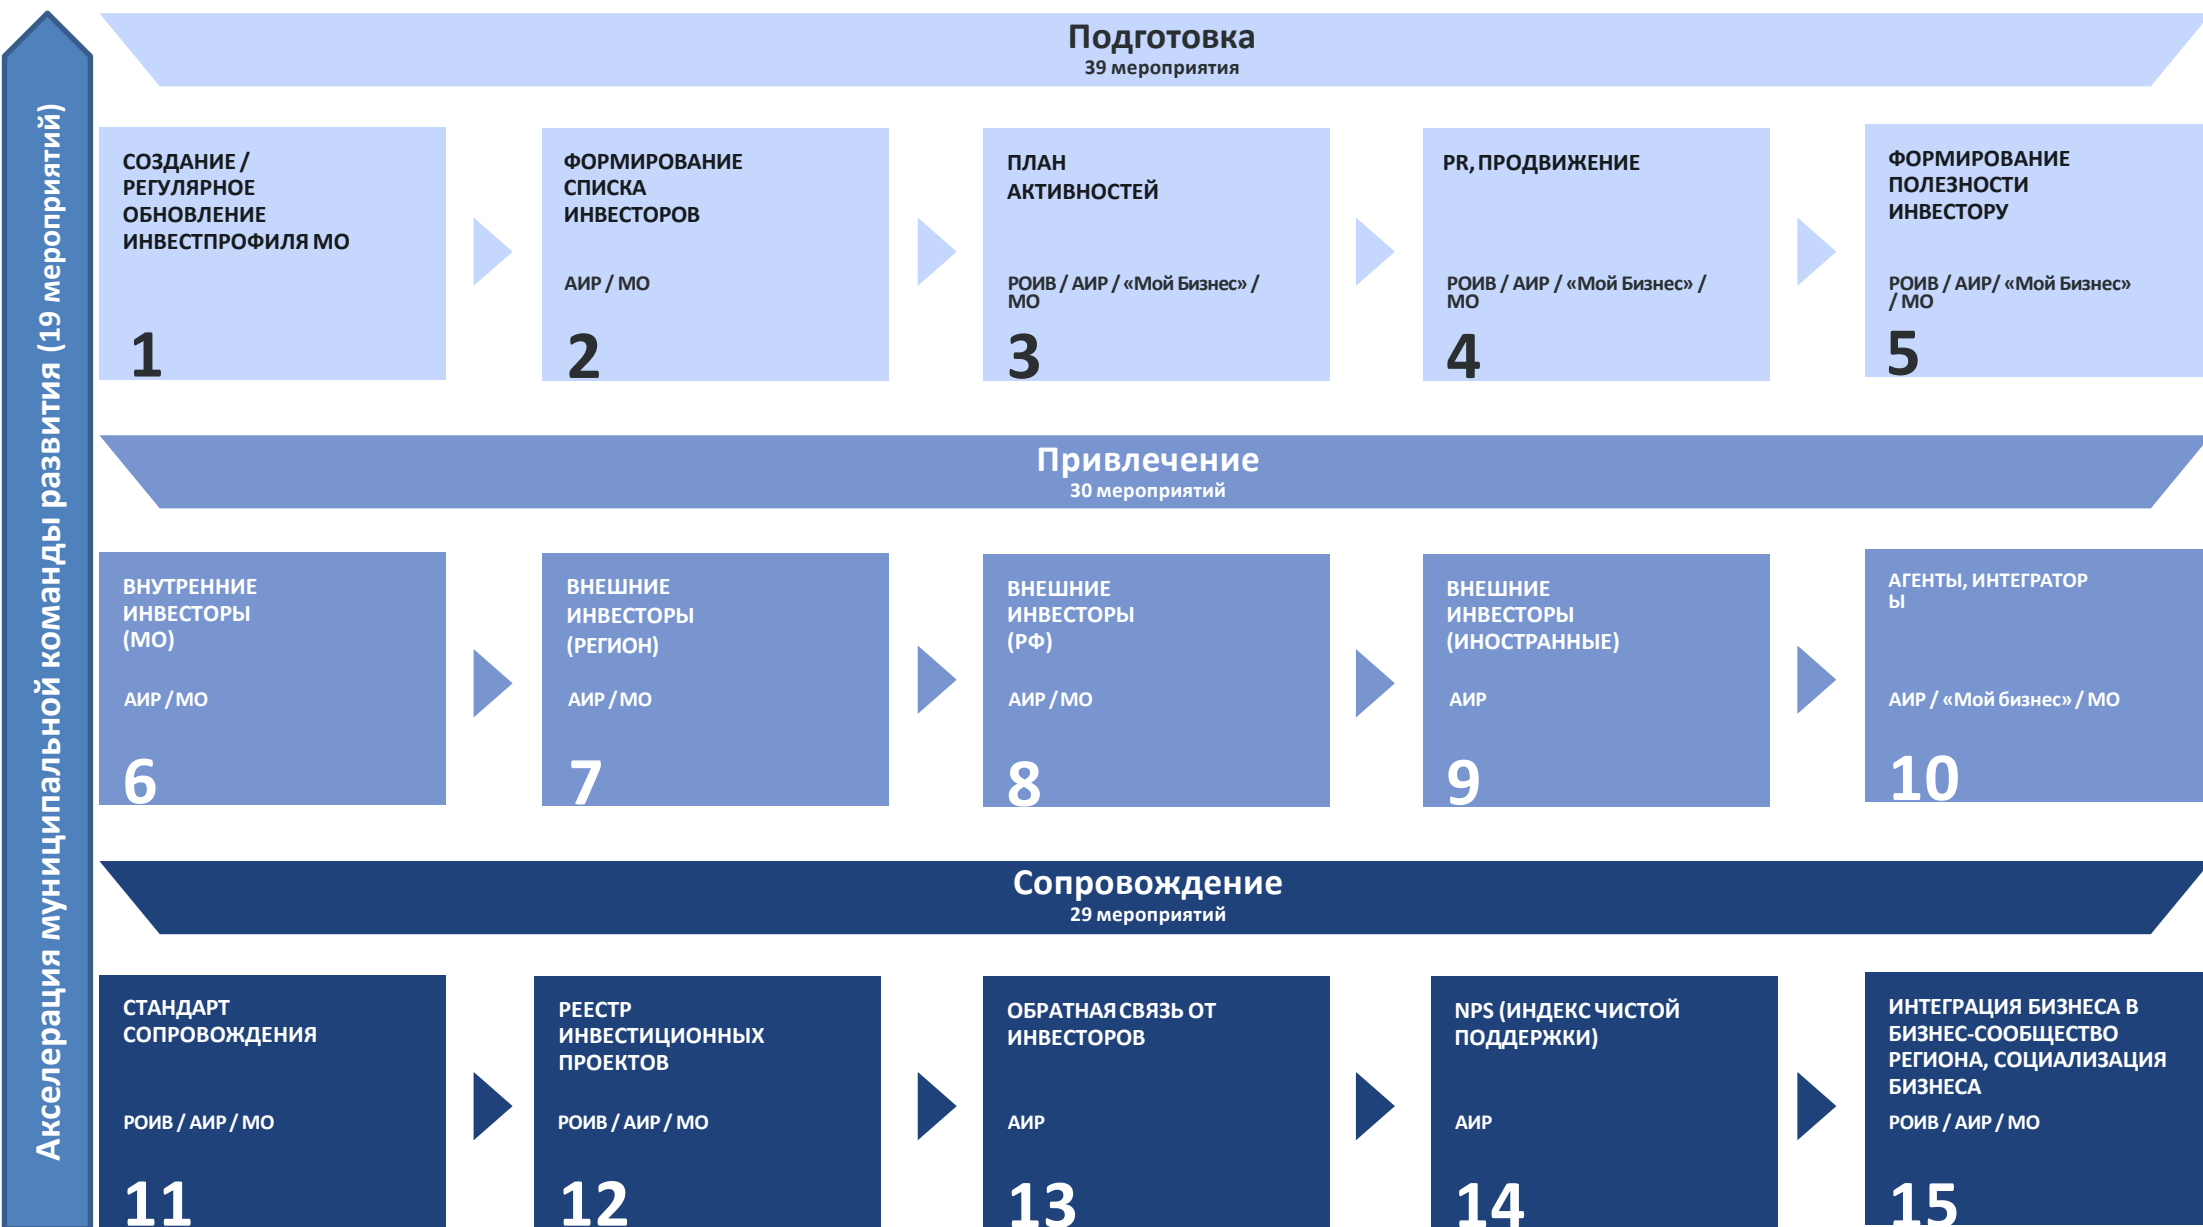 Акселерация муниципальной команды развития (19 мероприятий)
Подготовка
39 мероприятия
СОЗДАНИЕ /
РЕГУЛЯРНОЕ
ОБНОВЛЕНИЕ
ИНВЕСТПРОФИЛЯ МО
1
ФОРМИРОВАНИЕ
СПИСКА
ИНВЕСТОРОВ
АИР / МО
2
ПЛАН
АКТИВНОСТЕЙ
РОИВ / АИР / «Мой Бизнес» /
МО
3
PR, ПРОДВИЖЕНИЕ
РОИВ / АИР / «Мой Бизнес» /
МО
4
ФОРМИРОВАНИЕ
ПОЛЕЗНОСТИ
ИНВЕСТОРУ
РОИВ / АИР/ «Мой Бизнес»
/ МО
5
Привлечение
30 мероприятий
ВНУТРЕННИЕ
ИНВЕСТОРЫ
(МО)
АИР / МО
6
ВНЕШНИЕ
ИНВЕСТОРЫ
(РЕГИОН)
АИР / МО
7
ВНЕШНИЕ
ИНВЕСТОРЫ
(РФ)
АИР / МО
8
ВНЕШНИЕ
ИНВЕСТОРЫ
(ИНОСТРАННЫЕ)
АИР
9
АГЕНТЫ, ИНТЕГРАТОР
Ы
АИР / «Мой бизнес» / МО
10
Сопровождение
29 мероприятий
СТАНДАРТ
СОПРОВОЖДЕНИЯ
РОИВ / АИР / МО
11
РЕЕСТР
ИНВЕСТИЦИОННЫХ
ПРОЕКТОВ
РОИВ / АИР / МО
12
ОБРАТНАЯ СВЯЗЬ ОТ
ИНВЕСТОРОВ
АИР
13
NPS (ИНДЕКС ЧИСТОЙ
ПОДДЕРЖКИ)
АИР
14
ИНТЕГРАЦИЯ БИЗНЕСА В
БИЗНЕС-СООБЩЕСТВО
РЕГИОНА, СОЦИАЛИЗАЦИЯ
БИЗНЕСА
РОИВ / АИР / МО
15